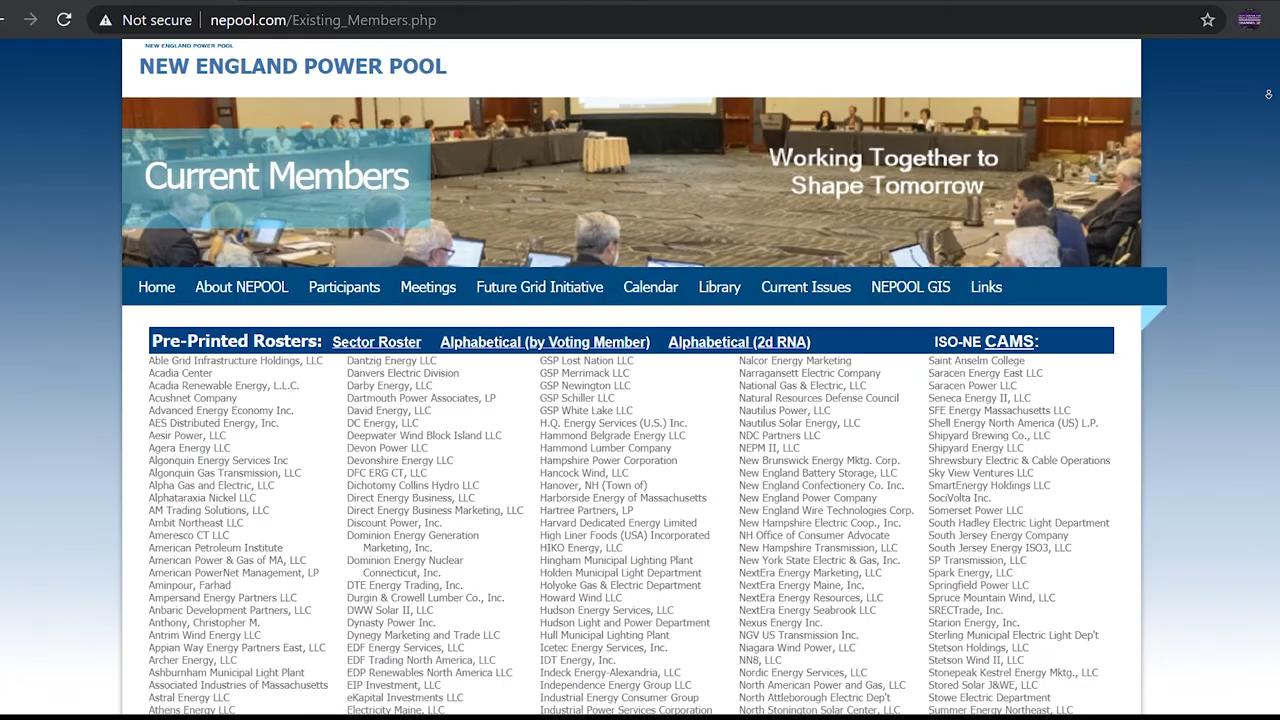 Not secure nepool.com/Existing_Members.php
NEW ENGLAND POWER POOL
NEW ENGLAND POWER POOL
Current Members
Working Together to
Shape Tomorrow
Home About NEPOOL Participants Meetings Future Grid Initiative Calendar Library Current Issues NEPOOL GIS Links
Pre-Printed Rosters: Sector Roster Alphabetical (by Voting Member) Alphabetical (2d RNA) ISO-NE CAMS:
Able Grid Infrastructure Holdings, LLC
Acadia Center
Acadia Renewable Energy, L.L.C.
Acushnet Company
Advanced Energy Economy Inc.
AES Distributed Energy, Inc.
Aesir Power, LLC
Agera Energy LLC
Algonquin Energy Services Inc
Algonquin Gas Transmission, LLC
Alpha Gas and Electric, LLC
Alphataraxia Nickel LLC
AM Trading Solutions, LLC
Ambit Northeast LLC
Ameresco CT LLC
American Petroleum Institute
American Power & Gas of MA, LLC
American PowerNet Management, LP
Aminpour, Farhad
Ampersand Energy Partners LLC
Anbaric Development Partners, LLC
Anthony, Christopher M.
Antrim Wind Energy LLC
Appian Way Energy Partners East, LLC
Archer Energy, LLC
Ashburnham Municipal Light Plant
Associated Industries of Massachusetts
Astral Energy LLC
Athens Energy LLC
Dantzig Energy LLC
Danvers Electric Division
Darby Energy, LLC
Dartmouth Power Associates, LP
David Energy, LLC
DC Energy, LLC
Deepwater Wind Block Island LLC
Devon Power LLC
Devonshire Energy LLC
DFC ERG CT, LLC
Dichotomy Collins Hydro LLC
Direct Energy Business, LLC
Direct Energy Business Marketing, LLC
Discount Power, Inc.
Dominion Energy Generation
Marketing, Inc.
Dominion Energy Nuclear
Connecticut, Inc.
DTE Energy Trading, Inc.
Durgin & Crowell Lumber Co., Inc.
DWW Solar II, LLC
Dynasty Power Inc.
Dynegy Marketing and Trade LLC
EDF Energy Services, LLC
EDF Trading North America, LLC
EDP Renewables North America LLC
EIP Investment, LLC
eKapital Investments LLC
Electricity Maine, LLC
GSP Lost Nation LLC
GSP Merrimack LLC
GSP Newington LLC
GSP Schiller LLC
GSP White Lake LLC
H.Q. Energy Services (U.S.) Inc.
Hammond Belgrade Energy LLC
Hammond Lumber Company
Hampshire Power Corporation
Hancock Wind, LLC
Hanover, NH (Town of)
Harborside Energy of Massachusetts
Hartree Partners, LP
Harvard Dedicated Energy Limited
High Liner Foods (USA) Incorporated
HIKO Energy, LLC
Hingham Municipal Lighting Plant
Holden Municipal Light Department
Holyoke Gas & Electric Department
Howard Wind LLC
Hudson Energy Services, LLC
Hudson Light and Power Department
Hull Municipal Lighting Plant
Icetec Energy Services, Inc.
IDT Energy, Inc.
Indeck Energy-Alexandria, LLC
Independence Energy Group LLC
Industrial Energy Consumer Group
Industrial Power Services Corporation
Nalcor Energy Marketing
Narragansett Electric Company
National Gas & Electric, LLC
Natural Resources Defense Council
Nautilus Power, LLC
Nautilus Solar Energy, LLC
NDC Partners LLC
NEPM II, LLC
New Brunswick Energy Mktg. Corp.
New England Battery Storage, LLC
New England Confectionery Co. Inc.
New England Power Company
New England Wire Technologies Corp.
New Hampshire Electric Coop., Inc.
NH Office of Consumer Advocate
New Hampshire Transmission, LLC
New York State Electric & Gas, Inc.
NextEra Energy Marketing, LLC
NextEra Energy Maine, Inc.
NextEra Energy Resources, LLC
NextEra Energy Seabrook LLC
Nexus Energy Inc.
NGV US Transmission Inc.
Niagara Wind Power, LLC
NN8, LLC
Nordic Energy Services, LLC
North American Power and Gas, LLC
North Attleborough Electric Dep't
North Stonington Solar Center, LLC
Saint Anselm College
Saracen Energy East LLC
Saracen Power LLC
Seneca Energy II, LLC
SFE Energy Massachusetts LLC
Shell Energy North America (US) L.P.
Shipyard Brewing Co., LLC
Shipyard Energy LLC
Shrewsbury Electric & Cable Operations
Sky View Ventures LLC
SmartEnergy Holdings LLC
SociVolta Inc.
Somerset Power LLC
South Hadley Electric Light Department
South Jersey Energy Company
South Jersey Energy ISO3, LLC
SP Transmission, LLC
Spark Energy, LLC
Springfield Power LLC
Spruce Mountain Wind, LLC
SRECTrade, Inc.
Starion Energy, Inc.
Sterling Municipal Electric Light Dep't
Stetson Holdings, LLC
Stetson Wind II, LLC
Stonepeak Kestrel Energy Mktg., LLC
Stored Solar J&WE, LLC
Stowe Electric Department
Summer Energy Northeast, LLC